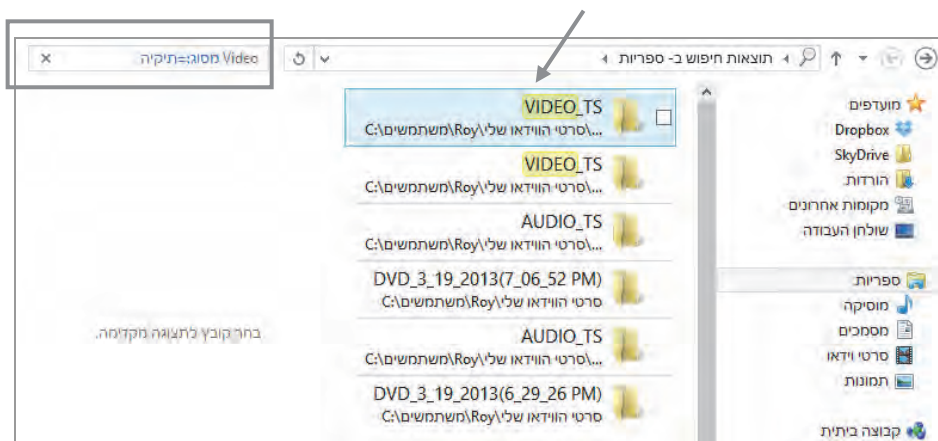 תוצאות חיפוש ב- ספריות
Video מסוג:=תיקיה
מועדפים
Dropbox
SkyDrive
הורדות
מקומות אחרונים
שולחן העבודה
ספריות
מוסיקה
מסמכים
סרטי וידאו
תמונות
קבוצה ביתית
VIDEO_TS
C:\משתמשים\Roy\סרטי הווידאו שלי\...
VIDEO_TS
C:\משתמשים\Roy\סרטי הווידאו שלי\...
AUDIO_TS
C:\משתמשים\Roy\סרטי הווידאו שלי\...
DVD_3_19_2013(7_06_52 PM)
C:\משתמשים\Roy\סרטי הווידאו שלי
AUDIO_TS
C:\משתמשים\Roy\סרטי הווידאו שלי\...
DVD_3_19_2013(6_29_26 PM)
C:\משתמשים\Roy\סרטי הווידאו שלי
בחר קובץ לתצוגה מקדימה.